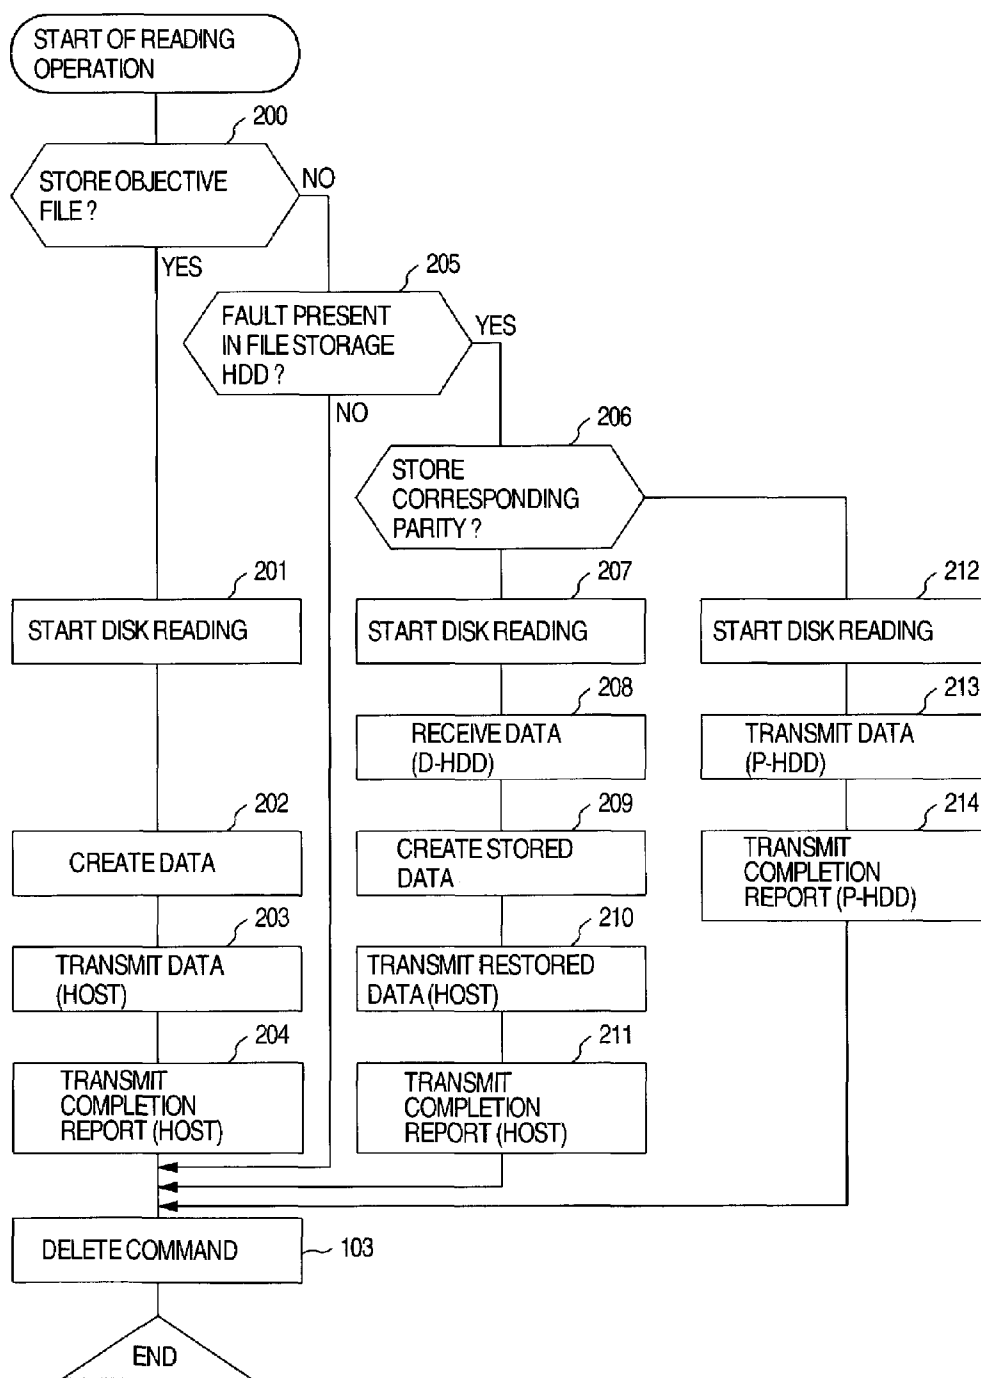 START OF READING
OPERATION
200
STORE OBJECTIVE
FILE ?
NO
YES
205
FAULT PRESENT
IN FILE STORAGE
HDD ?
YES
NO
206
STORE
CORRESPONDING
PARITY ?
201
START DISK READING
207
START DISK READING
212
START DISK READING
208
RECEIVE DATA
(D-HDD)
213
TRANSMIT DATA
(P-HDD)
202
CREATE DATA
209
CREATE STORED
DATA
214
TRANSMIT
COMPLETION
REPORT (P-HDD)
203
TRANSMIT DATA
(HOST)
210
TRANSMIT RESTORED
DATA (HOST)
204
TRANSMIT
COMPLETION
REPORT (HOST)
211
TRANSMIT
COMPLETION
REPORT (HOST)
DELETE COMMAND
103
END